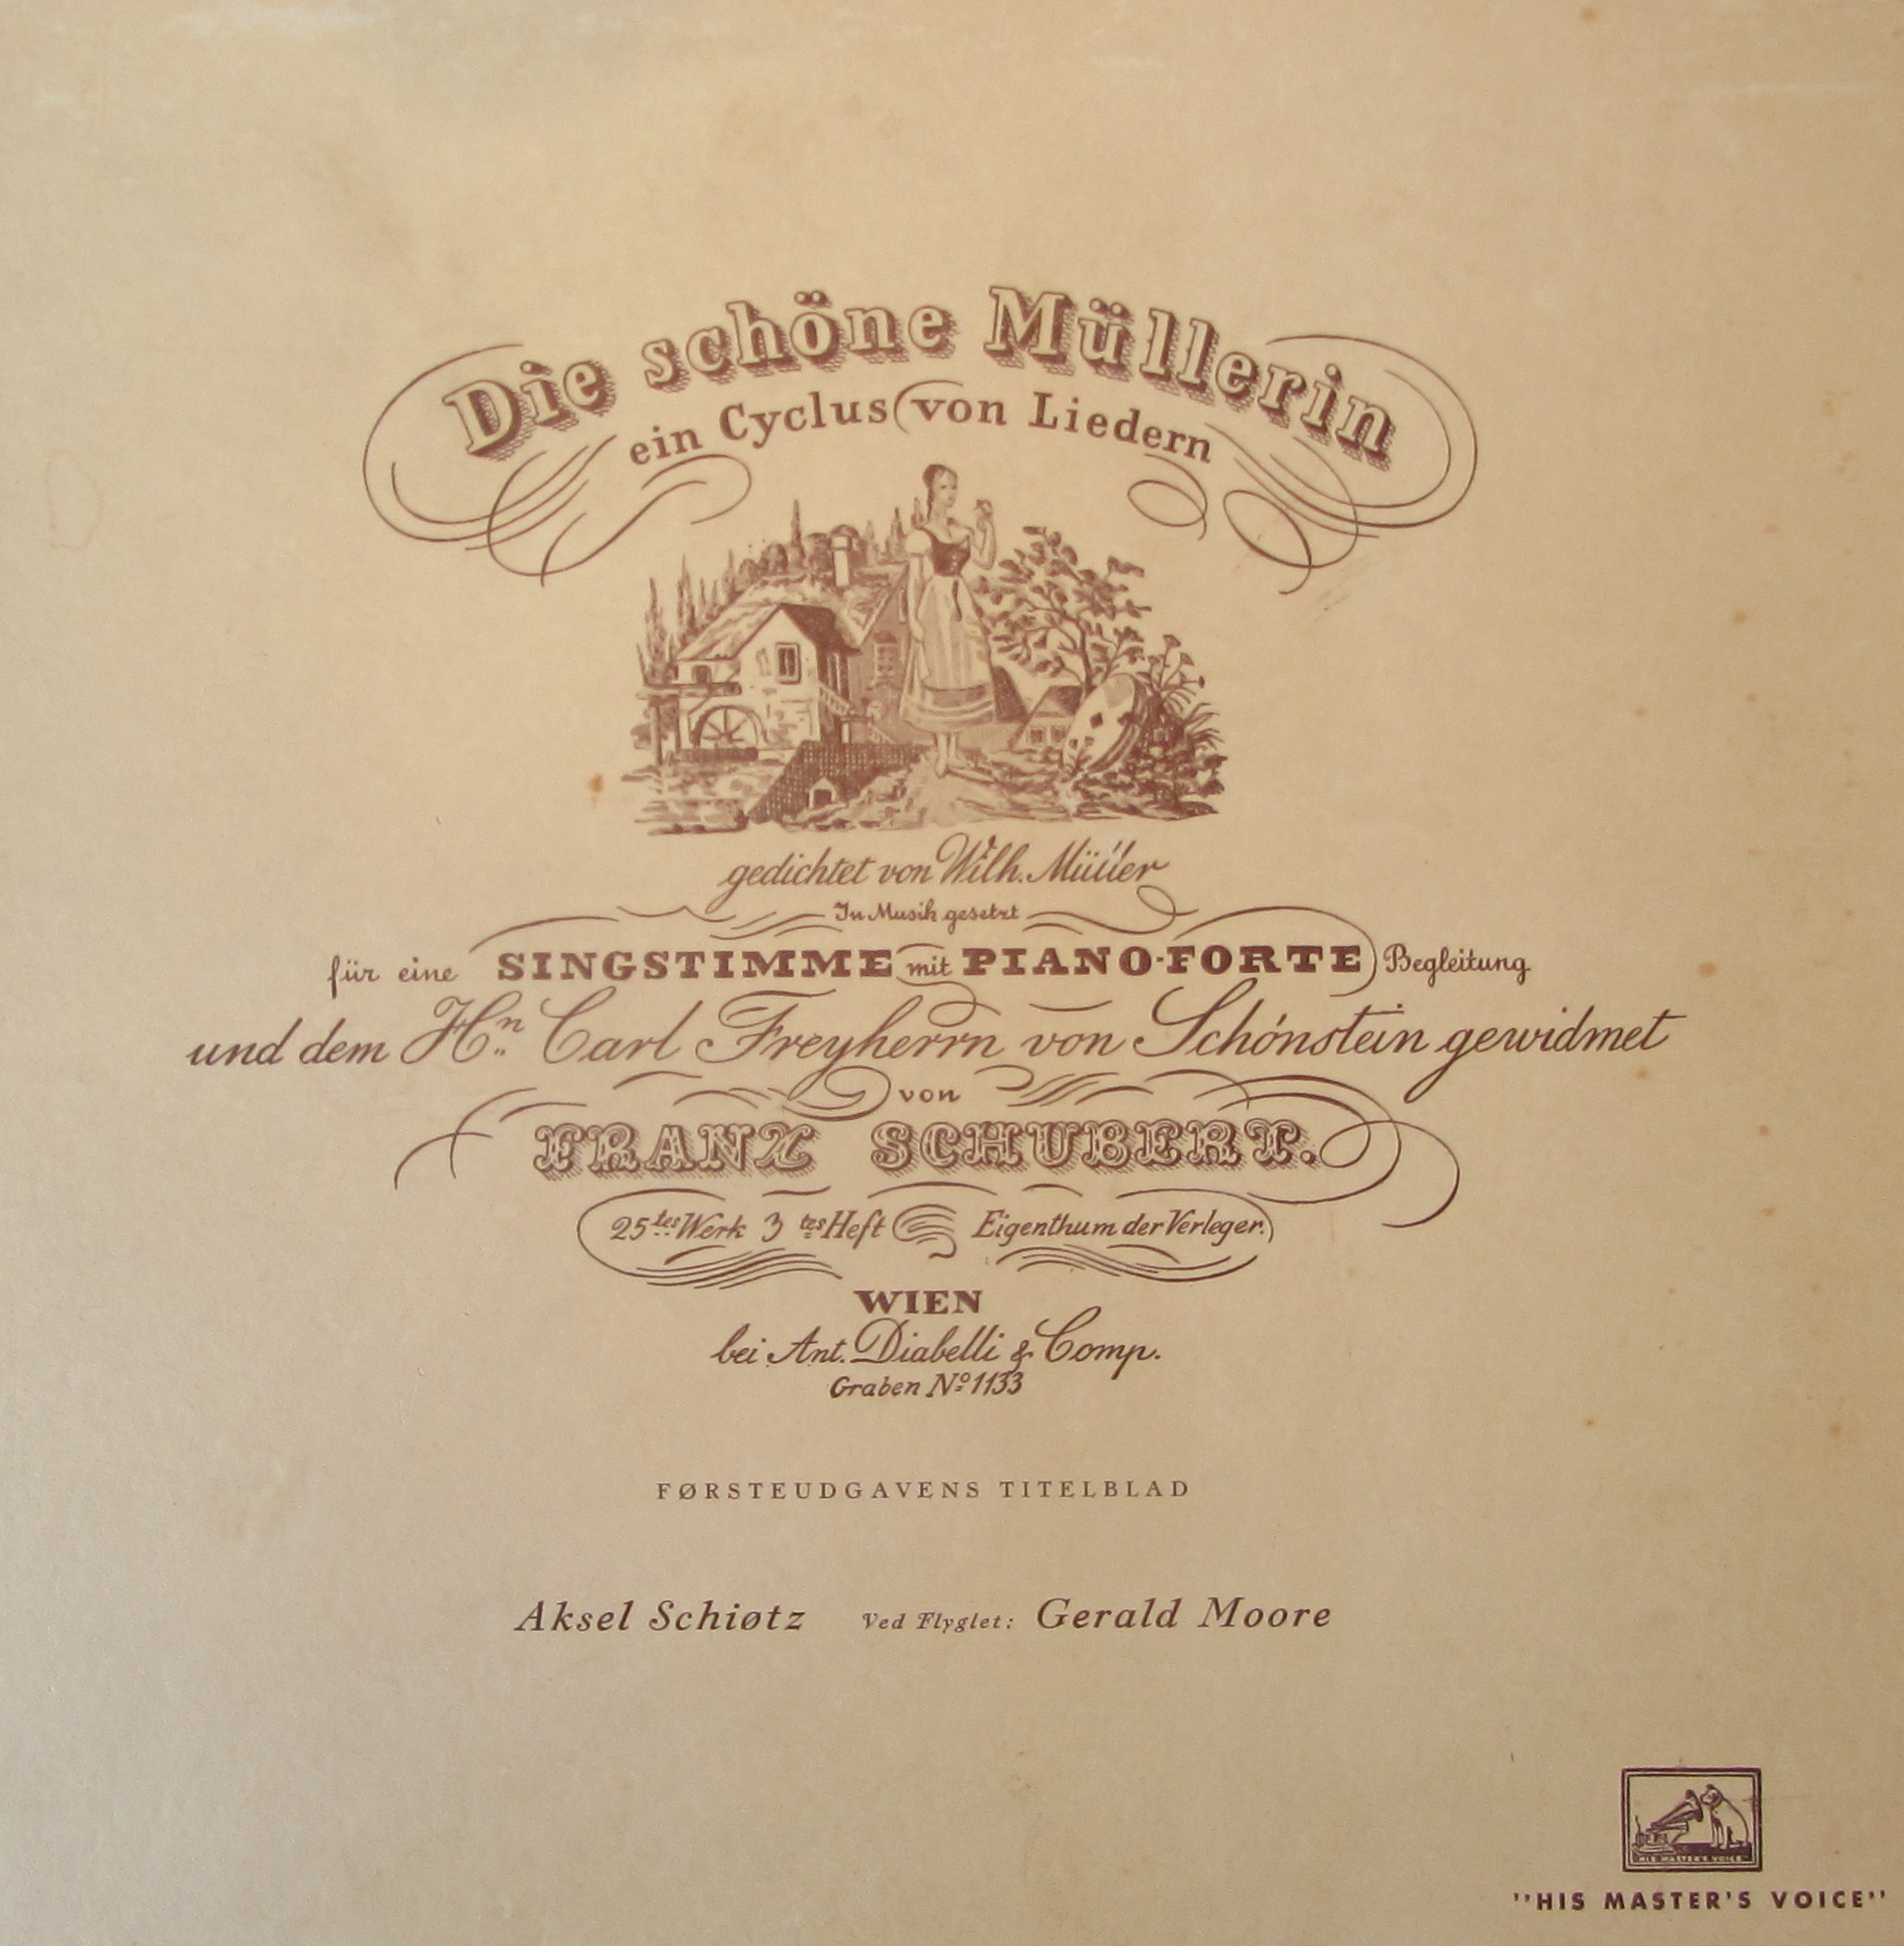 Die schöne Müllerin
ein Cyclus von Liedern
gedichtet von Wilh. Müller
In Musik gesetzt
für eine SINGSTIMME mit PIANO-FORTE Begleitung
und dem Hn. Carl Freyherrn von Schönstein gewidmet
von
FRANZ SCHUBERT.
25tes Werk 3tes Heft Eigenthum der Verleger.
WIEN
bei Ant. Diabelli & Comp.
Graben No 1133
FØRSTEUDGAVENS TITELBLAD
Aksel Schiøtz Ved Flyglet: Gerald Moore
HIS MASTER'S VOICE
"HIS MASTER'S VOICE"